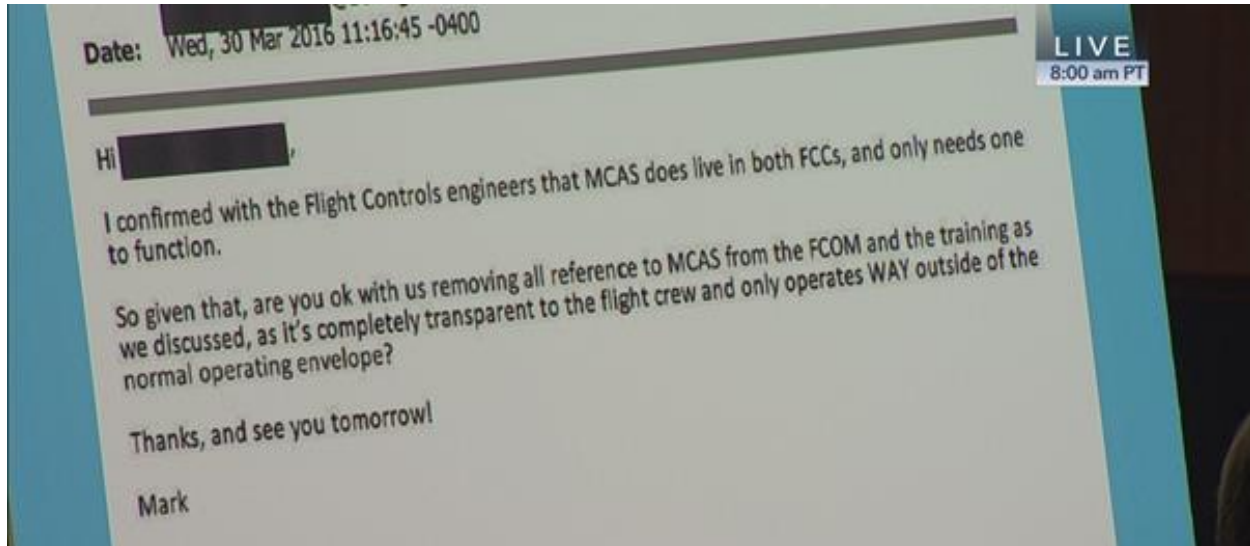 Date: Wed, 30 Mar 2016 11:16:45 -0400
LIVE
8:00 am PT
Hi ,
I confirmed with the Flight Controls engineers that MCAS does live in both FCCs, and only needs one
to function.
So given that, are you ok with us removing all reference to MCAS from the FCOM and the training as
we discussed, as it's completely transparent to the flight crew and only operates WAY outside of the
normal operating envelope?
Thanks, and see you tomorrow!
Mark